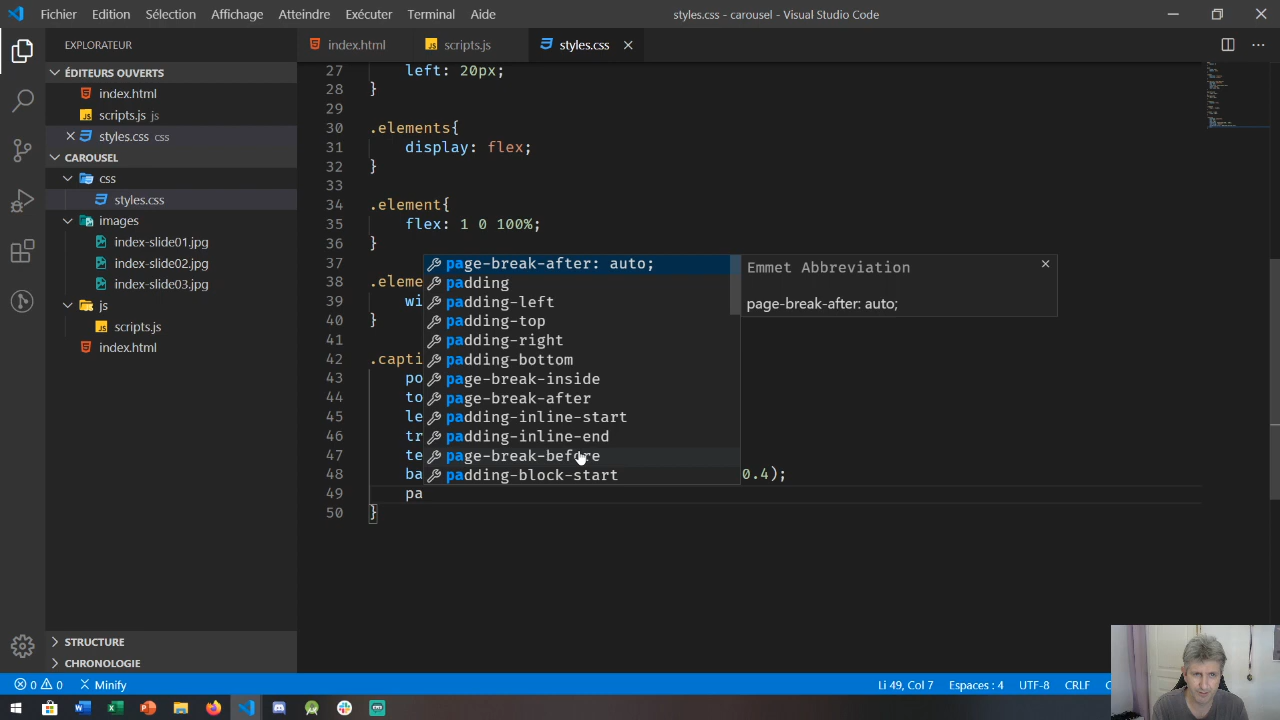 Fichier Edition Sélection Affichage Atteindre Exécuter Terminal Aide styles.css - carousel - Visual Studio Code
EXPLORATEUR
index.html scripts.js styles.css
ÉDITEURS OUVERTS
index.html
scripts.js js
styles.css css
CAROUSEL
css
styles.css
images
index-slide01.jpg
index-slide02.jpg
index-slide03.jpg
js
scripts.js
index.html
STRUCTURE
CHRONOLOGIE
27 left: 20px;
28 }
29
30 .elements{
31 display: flex;
32 }
33
34 .element{
35 flex: 1 0 100%;
36 }
37
38 .eleme
39 wi
40 }
41
42 .capti
43 po
44 to
45 le
46 tr
47 te
48 ba 0.4);
49 pa
50 }
page-break-after: auto;
padding
padding-left
padding-top
padding-right
padding-bottom
page-break-inside
page-break-after
padding-inline-start
padding-inline-end
page-break-before
padding-block-start
Emmet Abbreviation
page-break-after: auto;
0 0 Minify Li 49, Col 7 Espaces : 4 UTF-8 CRLF